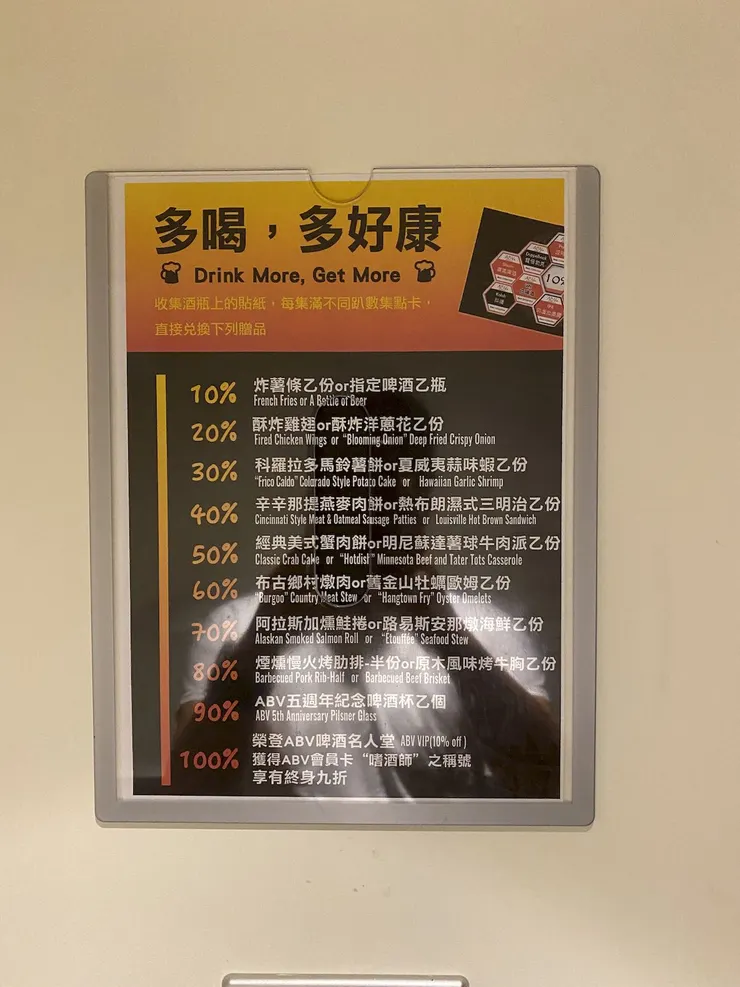 多喝，多好康
Drink More, Get More
收集酒瓶上的貼紙，每集滿不同趴數集點卡，
直接兌換下列贈品
10% 炸薯條乙份or指定啤酒乙瓶
French Fries or A Bottle or Beer
20% 酥炸雞翅or酥炸洋蔥花乙份
Fired Chicken Wings or "Blooming Onion" Deep Fried Crispy Onion
30% 科羅拉多馬鈴薯餅or夏威夷蒜味蝦乙份
"Frico Caldo" Colorado Style Potato Cake or Hawaiian Garlic Shrimp
40% 辛辛那提燕麥肉餅or熱布朗濕式三明治乙份
Cincinnati Style Meat & Oatmeal Sausage Patties or Louisville Hot Brown Sandwich
50% 經典美式蟹肉餅or明尼蘇達薯球牛肉派乙份
Classic Crab Cake or "Hotdish" Minnesota Beef and Tater Tots Casserole
60% 布古鄉村燉肉or舊金山牡蠣歐姆乙份
"Burgoo" Country Meat Stew or "Hangtown Fry" Oyster Omelets
70% 阿拉斯加燻鮭捲or路易斯安那燉海鮮乙份
Alaskan Smoked Salmon Roll or "Etouffee" Seafood Stew
80% 煙燻慢火烤肋排-半份or原木風味烤牛胸乙份
Barbecued Pork Rib-Half or Barbecued Beef Brisket
90% ABV五週年紀念啤酒杯乙個
ABV 5th Anniversary Pilsner Glass
榮登ABV啤酒名人堂 ABV VIP(10% off)
100% 獲得ABV會員卡"嗜酒師"之稱號
享有終身九折